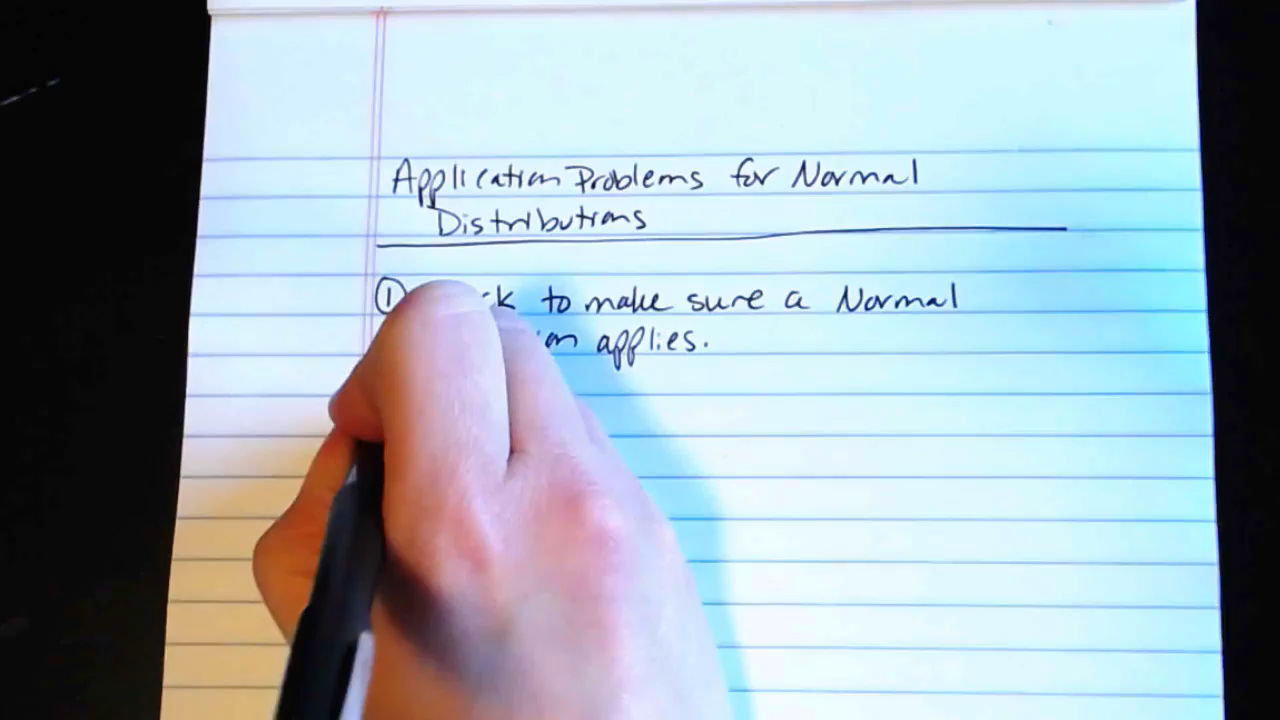 Application Problems for Normal
Distributions
① to make sure a Normal
applies.